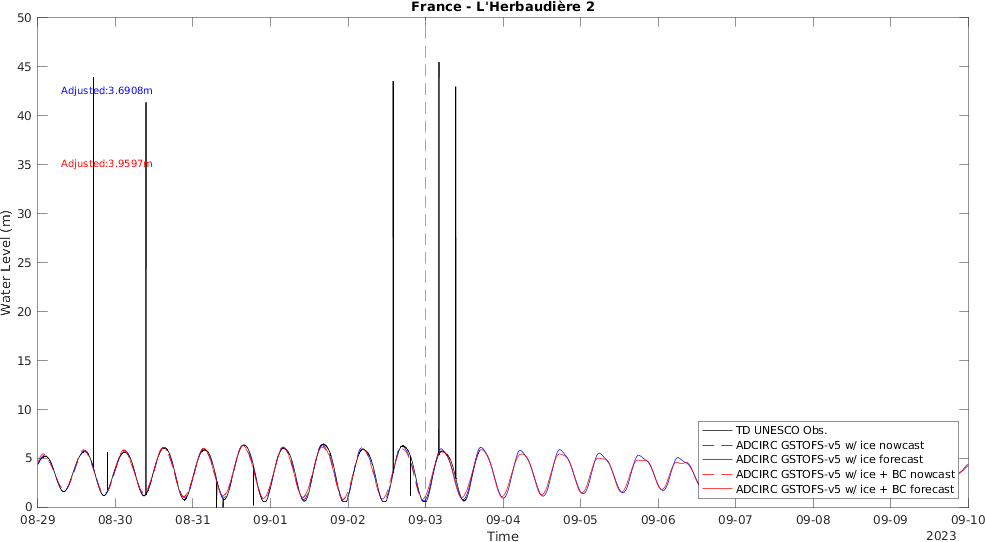 France - L'Herbaudière 2
50
45
40
35
30
25
20
15
10
5
0
Water Level (m)
Adjusted:3.6908m
Adjusted:3.9597m
TD UNESCO Obs.
ADCIRC GSTOFS-v5 w/ ice nowcast
ADCIRC GSTOFS-v5 w/ ice forecast
ADCIRC GSTOFS-v5 w/ ice + BC nowcast
ADCIRC GSTOFS-v5 w/ ice + BC forecast
08-29 08-30 08-31 09-01 09-02 09-03 09-04 09-05 09-06 09-07 09-08 09-09 09-10
Time
2023